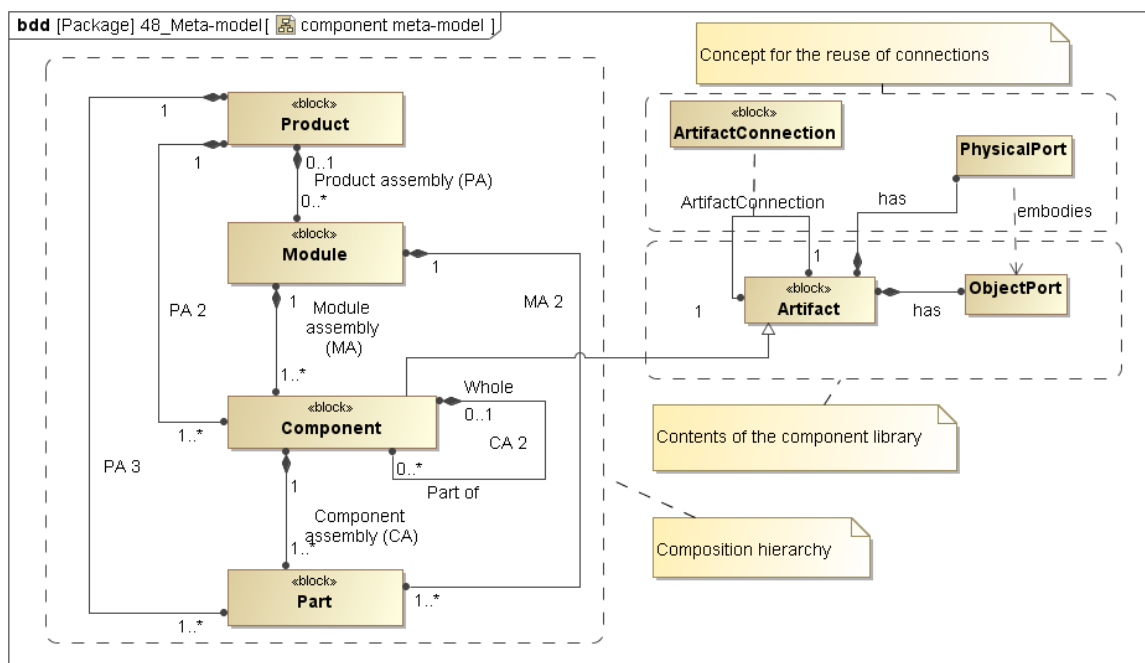 bdd [Package] 48_Meta-model[ component meta-model ]
Concept for the reuse of connections
1
«block»
Product
1
0..1
Product assembly (PA)
0..*
«block»
Module
1
1
Module
assembly
(MA)
PA 2
MA 2
1..*
«block»
Component
Whole
0..1
CA 2
0..*
Part of
1..*
PA 3
1
Component
assembly (CA)
1..*
«block»
Part
1..*
1..*
«block»
ArtifactConnection
PhysicalPort
ArtifactConnection
has
embodies
1
«block»
Artifact
1
has
ObjectPort
Contents of the component library
Composition hierarchy